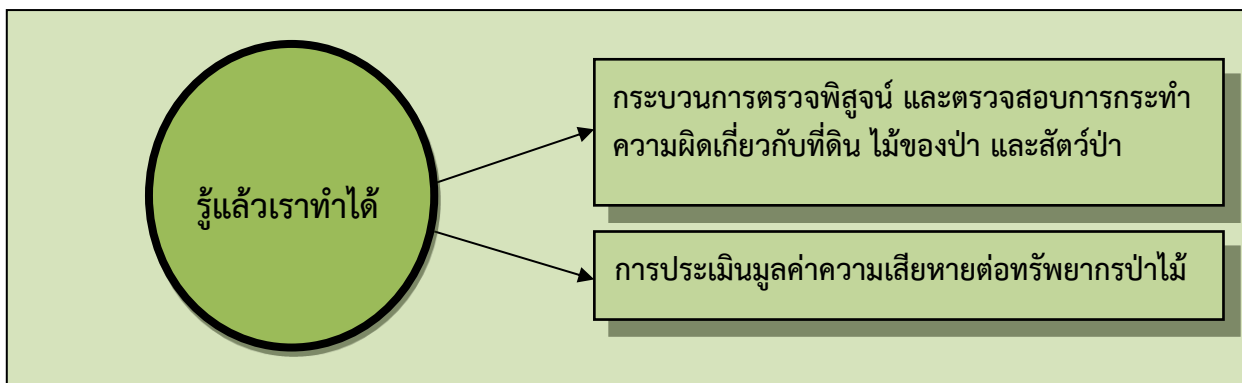 รู้แล้วเราทำได้
กระบวนการตรวจพิสูจน์ และตรวจสอบการกระทำ
ความผิดเกี่ยวกับที่ดิน ไม้ของป่า และสัตว์ป่า
การประเมินมูลค่าความเสียหายต่อทรัพยากรป่าไม้